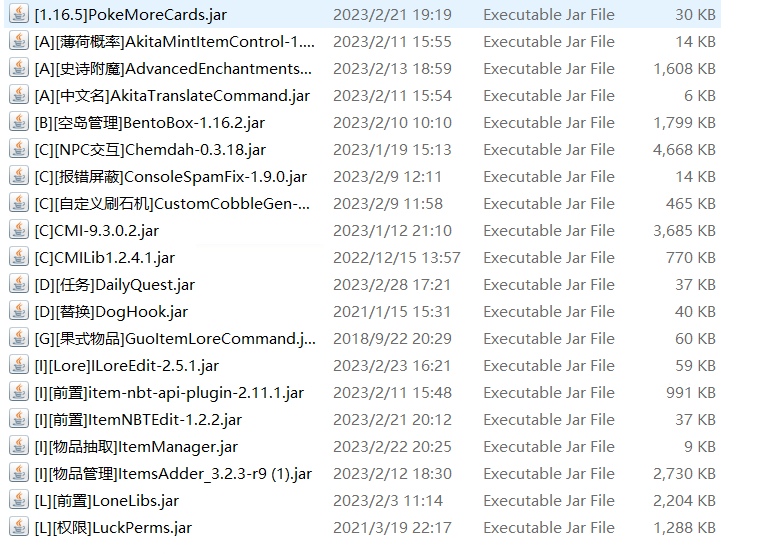 [1.16.5]PokeMoreCards.jar 2023/2/21 19:19 Executable Jar File 30 KB
[A][薄荷概率]AkitaMintItemControl-1.... 2023/2/11 15:55 Executable Jar File 14 KB
[A][史诗附魔]AdvancedEnchantments... 2023/2/13 18:59 Executable Jar File 1,608 KB
[A][中文名]AkitaTranslateCommand.jar 2023/2/11 15:54 Executable Jar File 6 KB
[B][空岛管理]BentoBox-1.16.2.jar 2023/2/10 10:10 Executable Jar File 1,799 KB
[C][NPC交互]Chemdah-0.3.18.jar 2023/1/19 15:13 Executable Jar File 4,668 KB
[C][报错屏蔽]ConsoleSpamFix-1.9.0.jar 2023/2/9 12:11 Executable Jar File 14 KB
[C][自定义刷石机]CustomCobbleGen-... 2023/2/9 11:58 Executable Jar File 465 KB
[C]CMI-9.3.0.2.jar 2023/1/12 21:10 Executable Jar File 3,685 KB
[C]CMILib1.2.4.1.jar 2022/12/15 13:57 Executable Jar File 770 KB
[D][任务]DailyQuest.jar 2023/2/28 17:21 Executable Jar File 37 KB
[D][替换]DogHook.jar 2021/1/15 15:31 Executable Jar File 40 KB
[G][果式物品]GuoItemLoreCommand.j... 2018/9/22 20:29 Executable Jar File 60 KB
[I][Lore]ILoreEdit-2.5.1.jar 2023/2/23 16:21 Executable Jar File 59 KB
[I][前置]item-nbt-api-plugin-2.11.1.jar 2023/2/11 15:48 Executable Jar File 991 KB
[I][前置]ItemNBTEdit-1.2.2.jar 2023/2/21 20:12 Executable Jar File 37 KB
[I][物品抽取]ItemManager.jar 2023/2/22 20:25 Executable Jar File 9 KB
[I][物品管理]ItemsAdder_3.2.3-r9 (1).jar 2023/2/12 18:30 Executable Jar File 2,730 KB
[L][前置]LoneLibs.jar 2023/2/3 11:14 Executable Jar File 2,204 KB
[L][权限]LuckPerms.jar 2021/3/19 22:17 Executable Jar File 1,288 KB